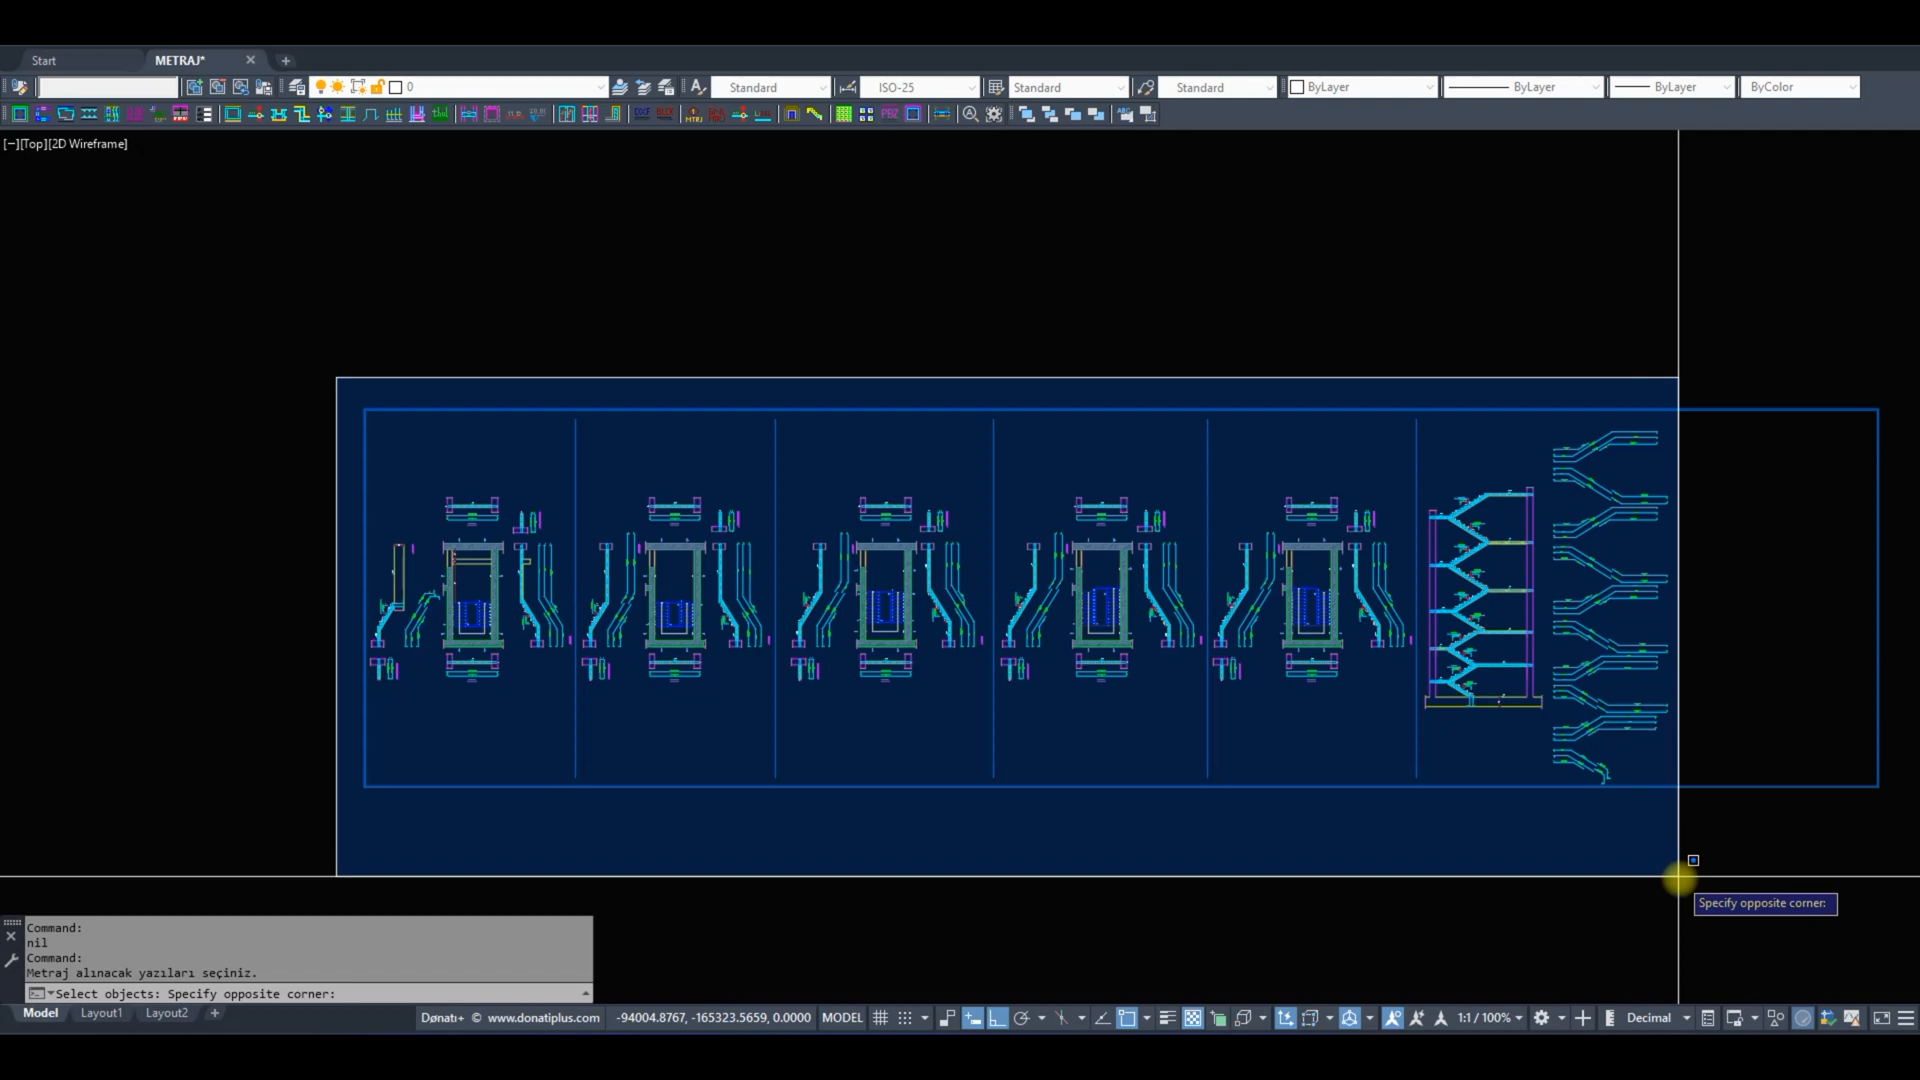 Start
METRAJ*
0
Standard
ISO-25
Standard
Standard
ByLayer
ByLayer
ByLayer
ByColor
[−][Top][2D Wireframe]
Specify opposite corner:
Command:
nil
Command:
Metraj alınacak yazıları seçiniz.
Select objects: Specify opposite corner:
Model
Layout1
Layout2
Dønatı+ © www.donatiplus.com
-94004.8767, -165323.5659, 0.0000
MODEL
1:1 / 100%
Decimal